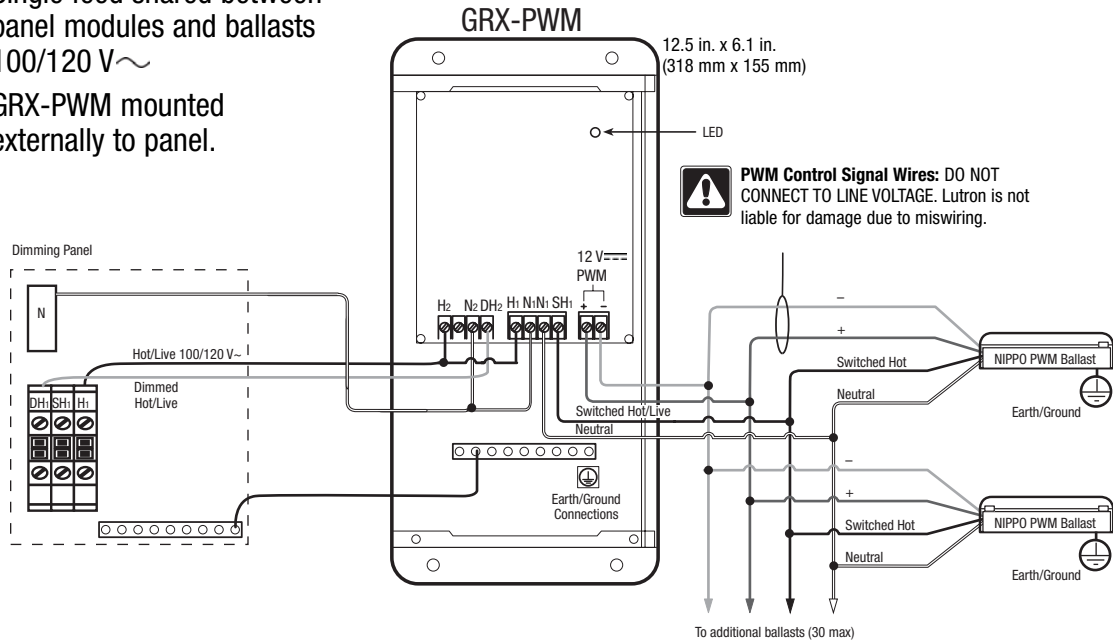 single feed shared between
panel modules and ballasts
100/120 V~
GRX-PWM mounted
externally to panel.
GRX-PWM
12.5 in. x 6.1 in.
(318 mm x 155 mm)
LED
PWM Control Signal Wires: DO NOT
CONNECT TO LINE VOLTAGE. Lutron is not
liable for damage due to miswiring.
Dimming Panel
N
Hot/Live 100/120 V~
Dimmed
Hot/Live
DH1 SH1 H1
12 V
PWM
H2 N2 DH2 H1 N1 N1 SH1 + –
Switched Hot/Live
Neutral
Earth/Ground
Connections
–
+
Switched Hot
Neutral
NIPPO PWM Ballast
Earth/Ground
–
+
Switched Hot
Neutral
NIPPO PWM Ballast
Earth/Ground
To additional ballasts (30 max)